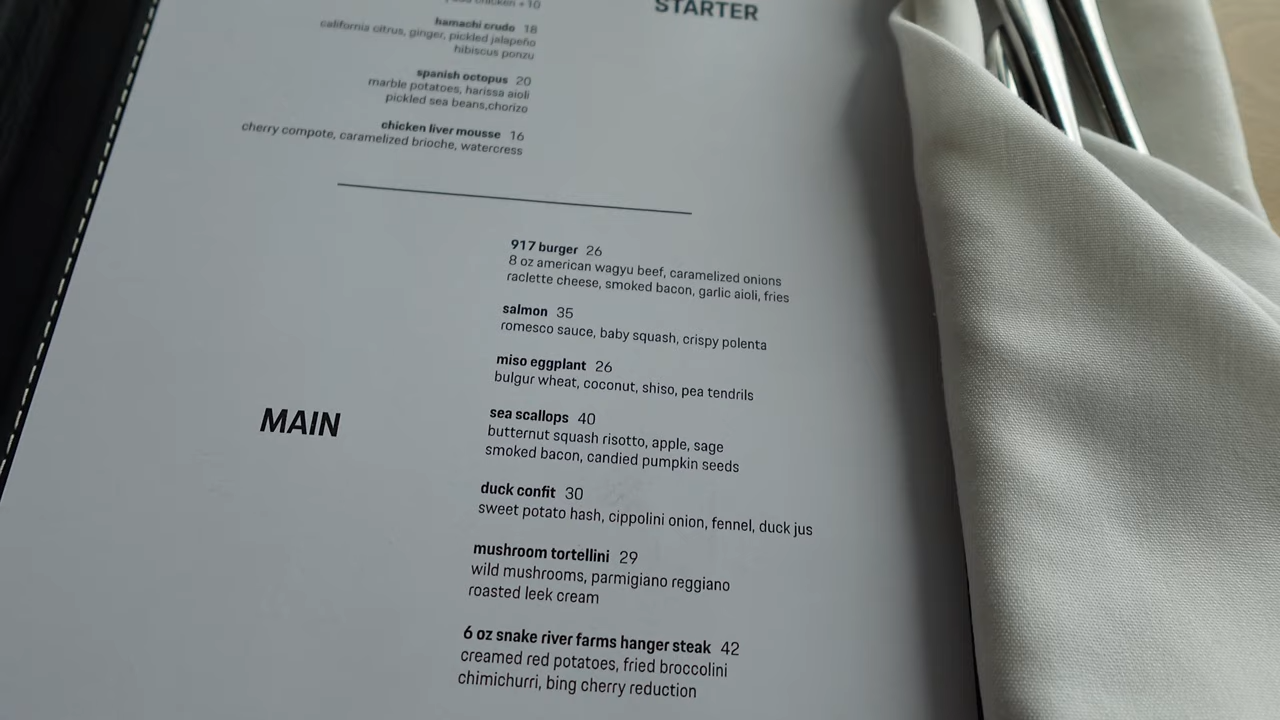 chicken +10
STARTER
hamachi crudo 18
california citrus, ginger, pickled jalapeño
hibiscus ponzu
spanish octopus 20
marble potatoes, harissa aioli
pickled sea beans,chorizo
chicken liver mousse 16
cherry compote, caramelized brioche, watercress
917 burger 26
8 oz american wagyu beef, caramelized onions
raclette cheese, smoked bacon, garlic aioli, fries
salmon 35
romesco sauce, baby squash, crispy polenta
miso eggplant 26
bulgur wheat, coconut, shiso, pea tendrils
MAIN
sea scallops 40
butternut squash risotto, apple, sage
smoked bacon, candied pumpkin seeds
duck confit 30
sweet potato hash, cippolini onion, fennel, duck jus
mushroom tortellini 29
wild mushrooms, parmigiano reggiano
roasted leek cream
6 oz snake river farms hanger steak 42
creamed red potatoes, fried broccolini
chimichurri, bing cherry reduction